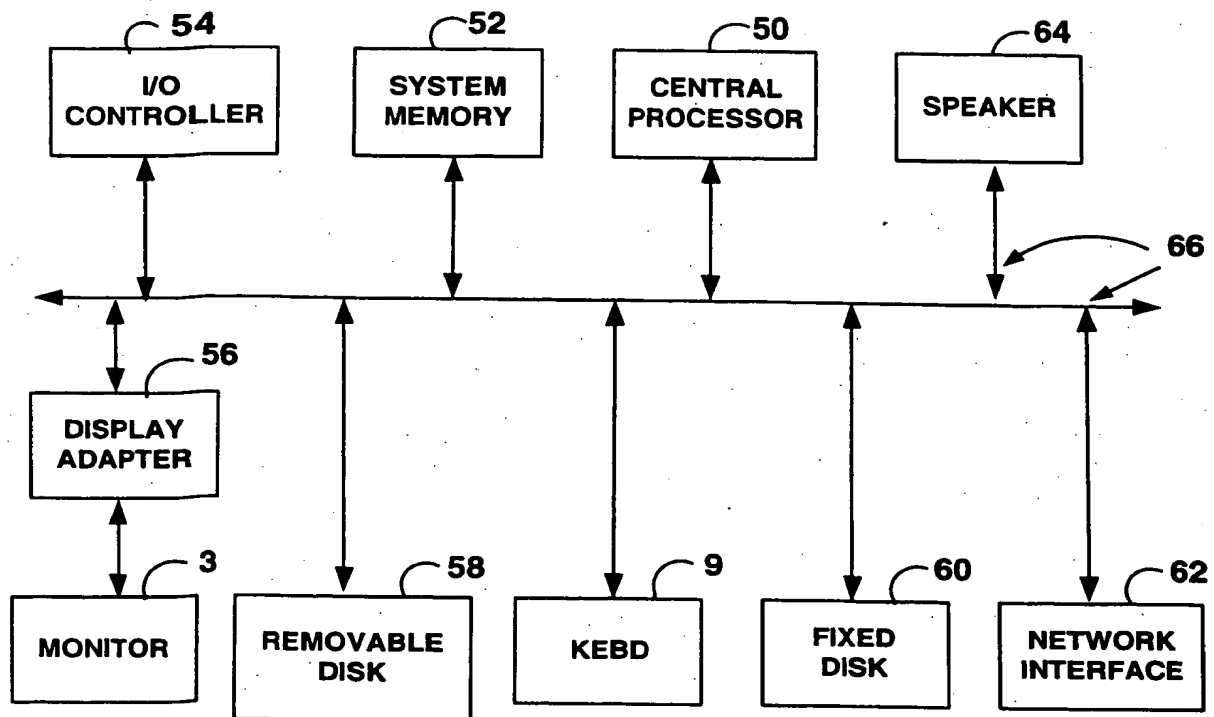 54
52
50
64
I/O
CONTROLLER
SYSTEM
MEMORY
CENTRAL
PROCESSOR
SPEAKER
66
56
DISPLAY
ADAPTER
3
58
9
60
62
MONITOR
REMOVABLE
DISK
KEBD
FIXED
DISK
NETWORK
INTERFACE